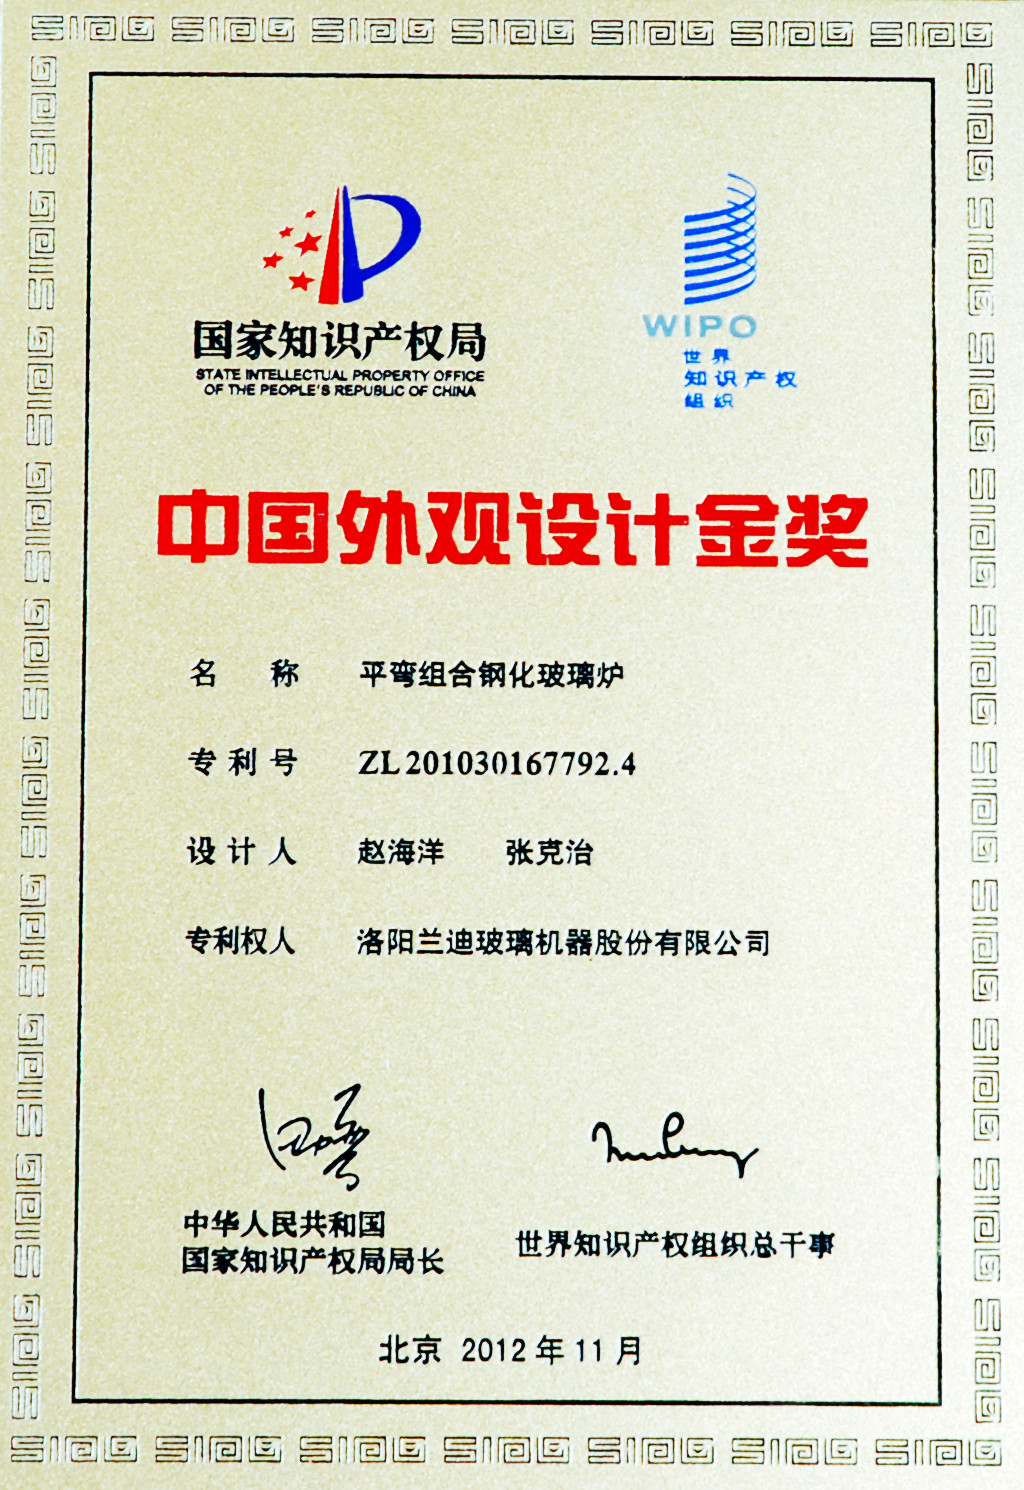 国家知识产权局
STATE INTELLECTUAL PROPERTY OFFICE
OF THE PEOPLE'S REPUBLIC OF CHINA
WIPO
世界
知识产权
组织
中国外观设计金奖
名 称 平弯组合钢化玻璃炉
专利号 ZL201030167792.4
设计人 赵海洋 张克治
专利权人 洛阳兰迪玻璃机器股份有限公司
中华人民共和国
国家知识产权局局长
世界知识产权组织总干事
北京 2012年11月